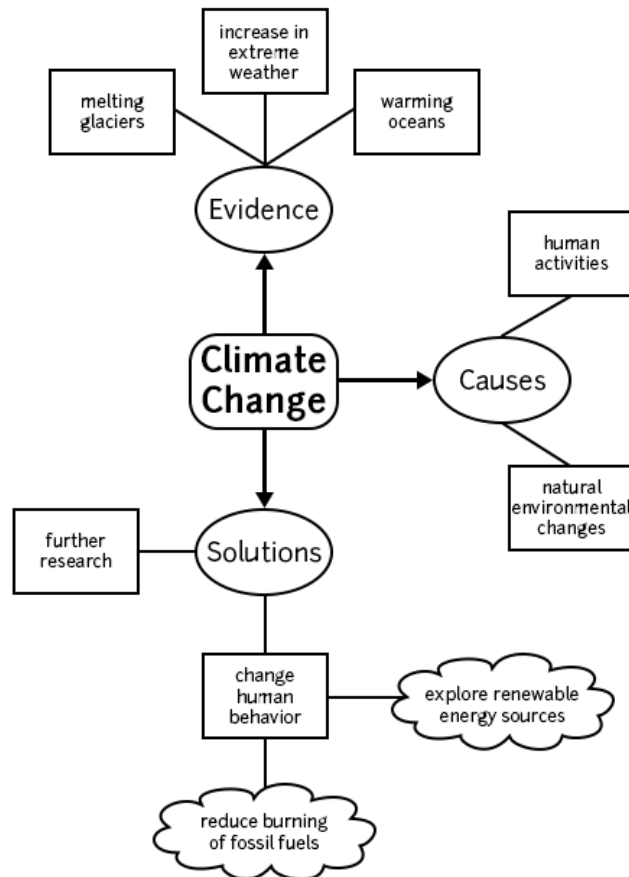 increase in
extreme
weather
melting
glaciers
warming
oceans
Evidence
human
activities
Climate
Change
Causes
natural
environmental
changes
further
research
Solutions
change
human
behavior
explore renewable
energy sources
reduce burning
of fossil fuels